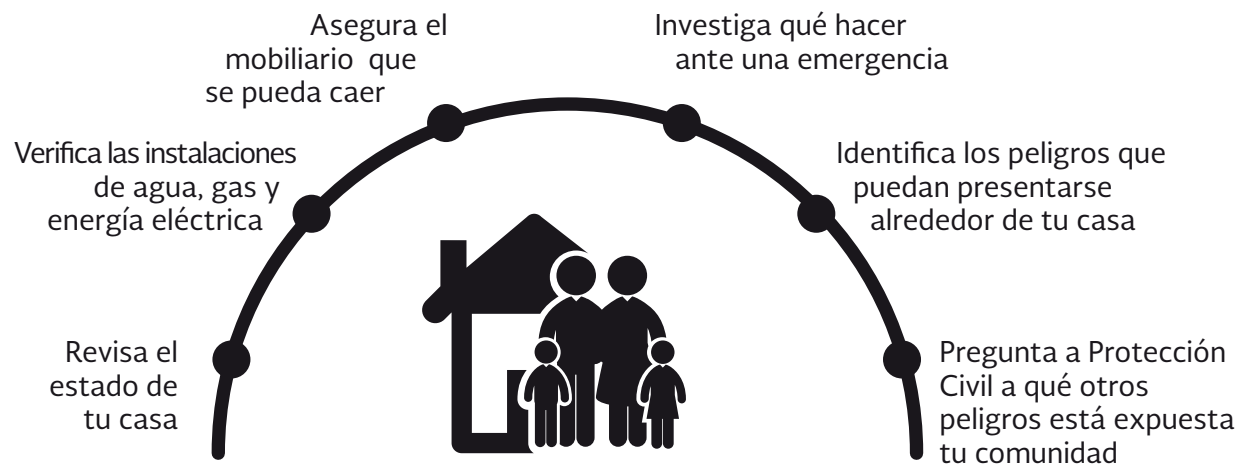 Asegura el
mobiliario que
se pueda caer
Investiga qué hacer
ante una emergencia
Verifica las instalaciones
de agua, gas y
energía eléctrica
Identifica los peligros que
puedan presentarse
alrededor de tu casa
Revisa el
estado de
tu casa
Pregunta a Protección
Civil a qué otros
peligros está expuesta
tu comunidad